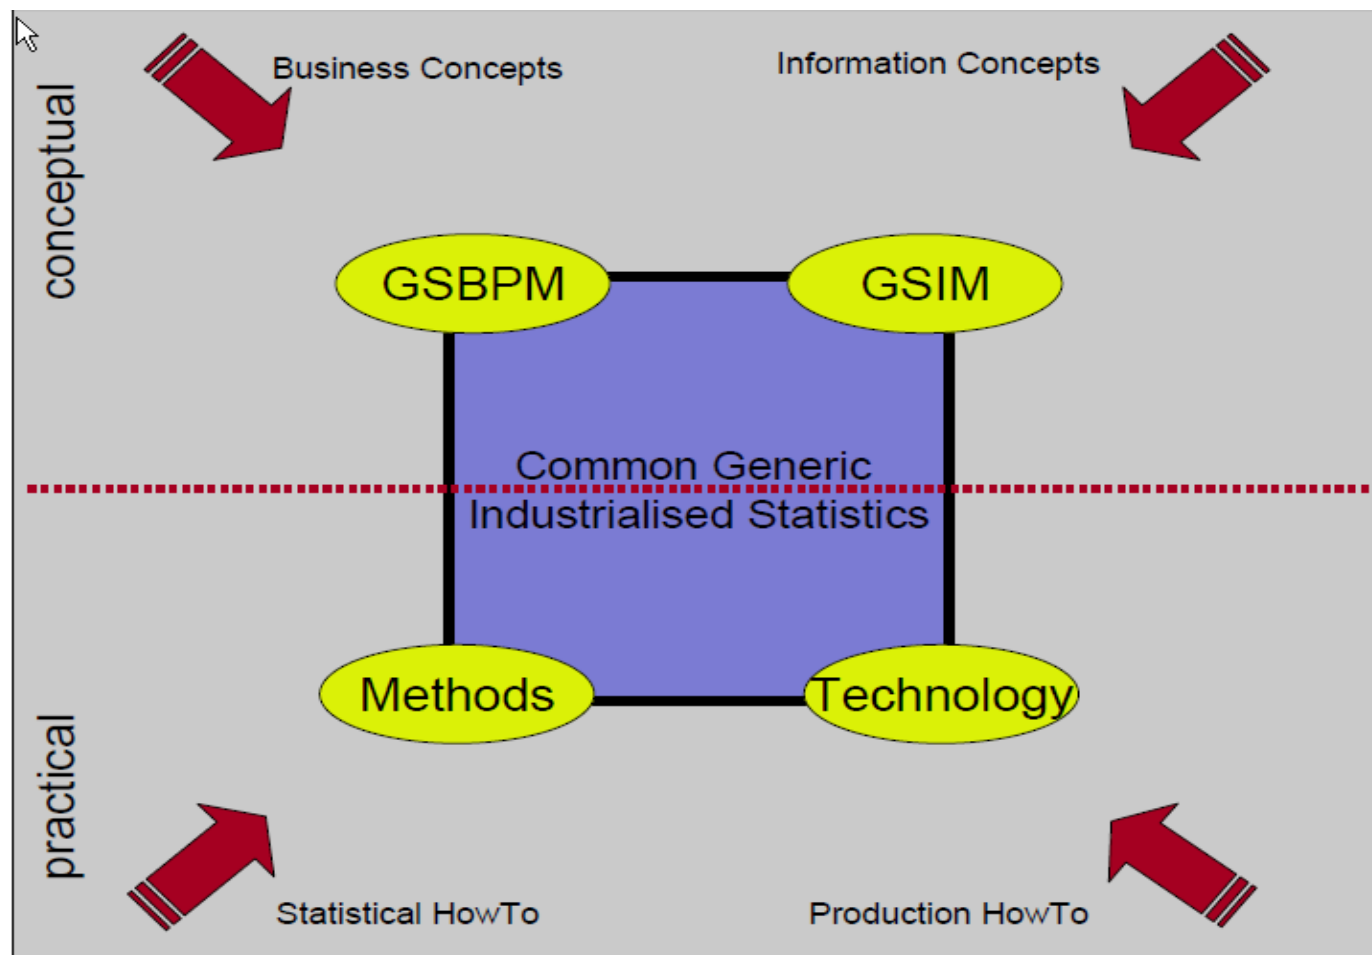 Business Concepts
Information Concepts
conceptual
GSBPM
GSIM
Common Generic
Industrialised Statistics
Methods
Technology
practical
Statistical HowTo
Production HowTo